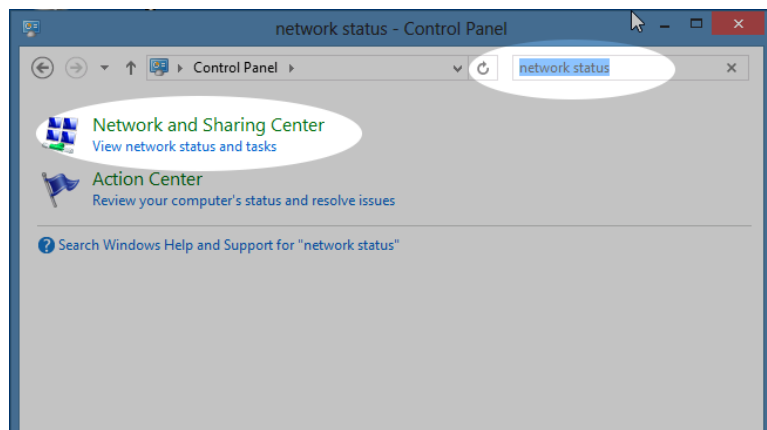 network status - Control Panel
Control Panel
network status
Network and Sharing Center
View network status and tasks
Action Center
Review your computer's status and resolve issues
Search Windows Help and Support for "network status"